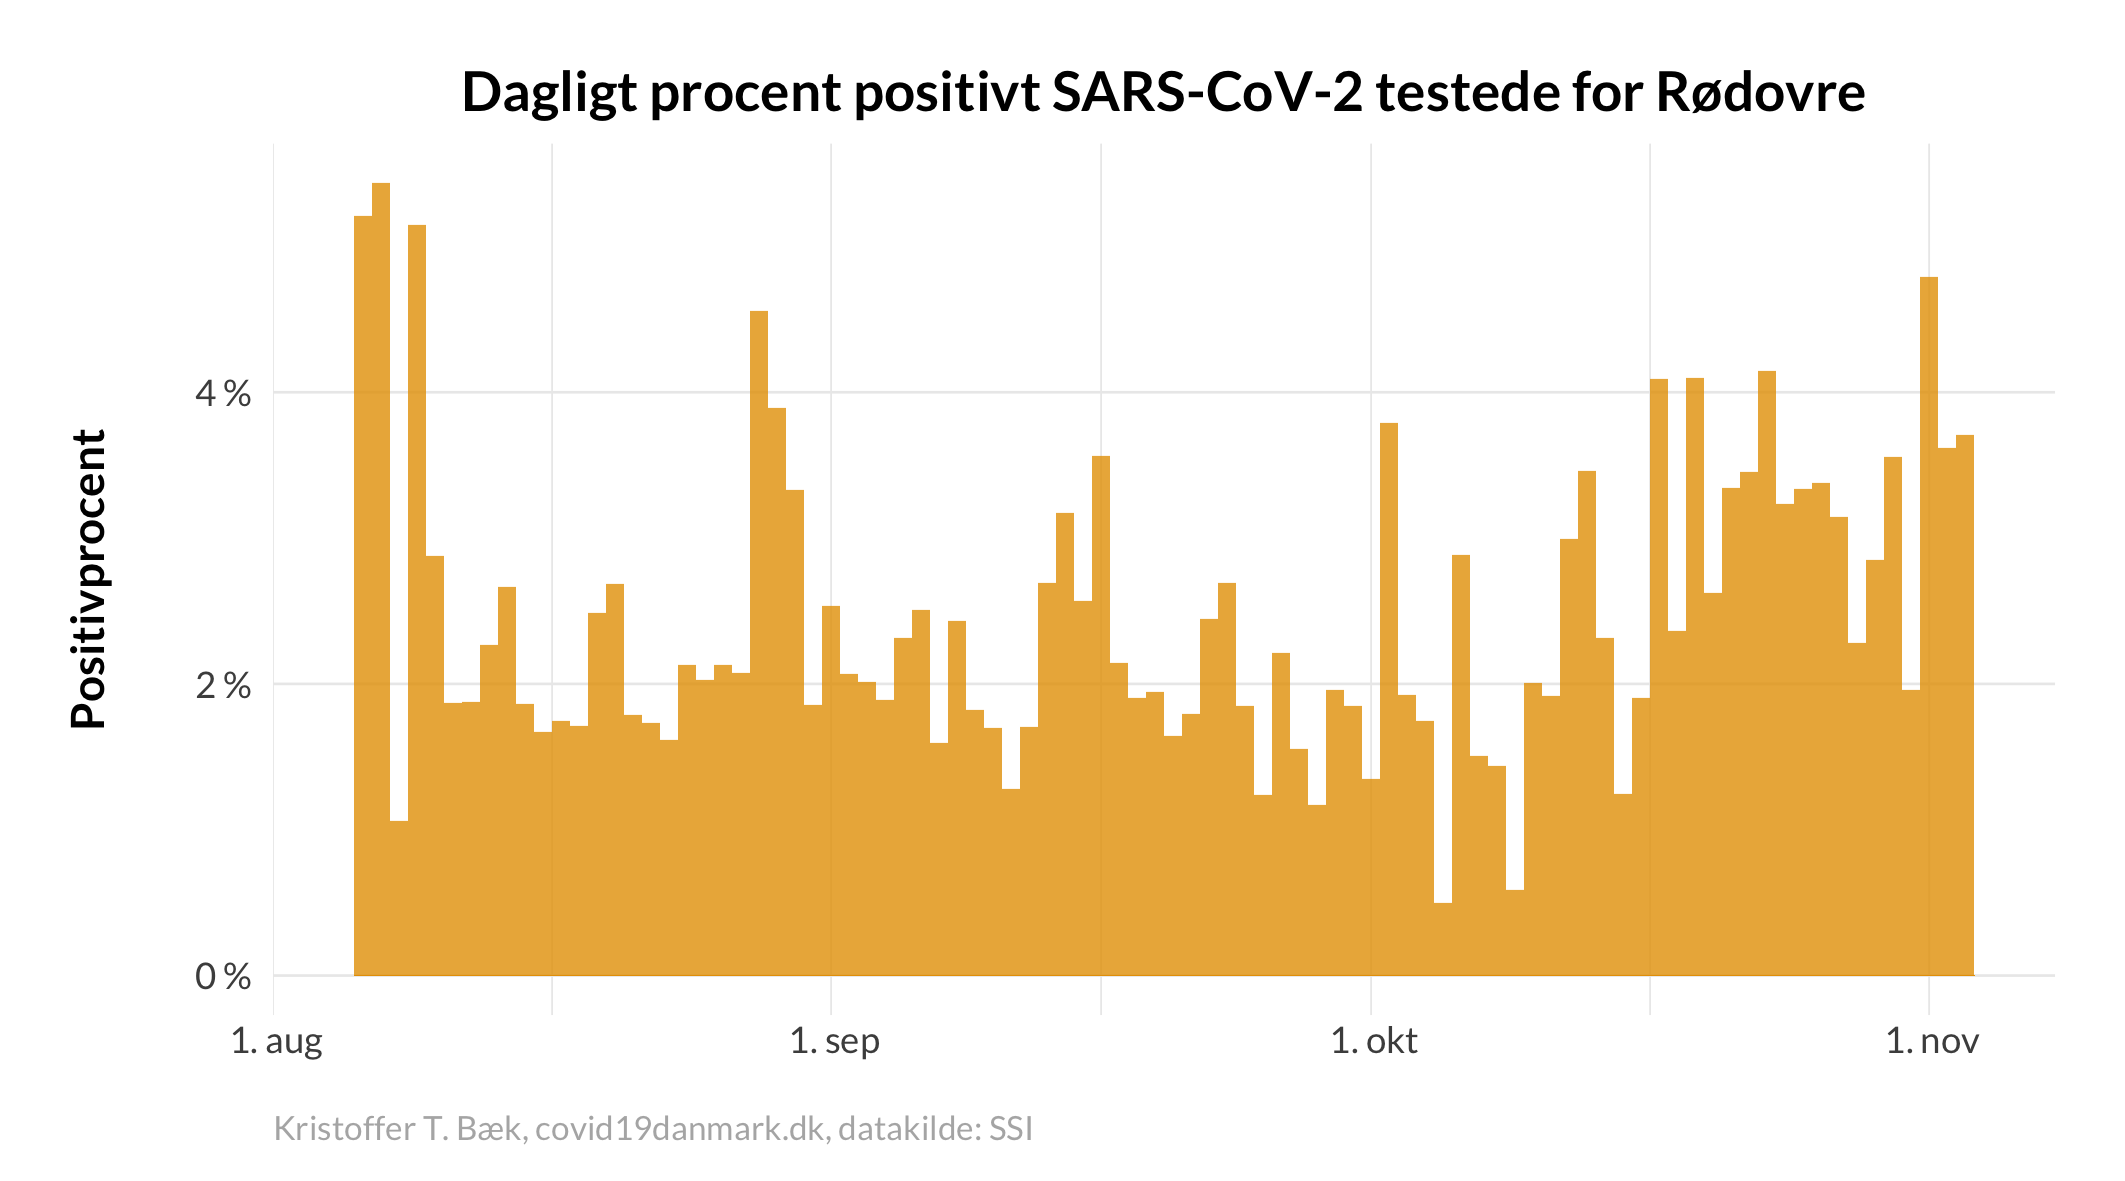 Dagligt procent positivt SARS-CoV-2 testede for Rødovre
Positivprocent
4 %
2 %
0 %
1. aug
1. sep
1. okt
1. nov
Kristoffer T. Bæk, covid19danmark.dk, datakilde: SSI